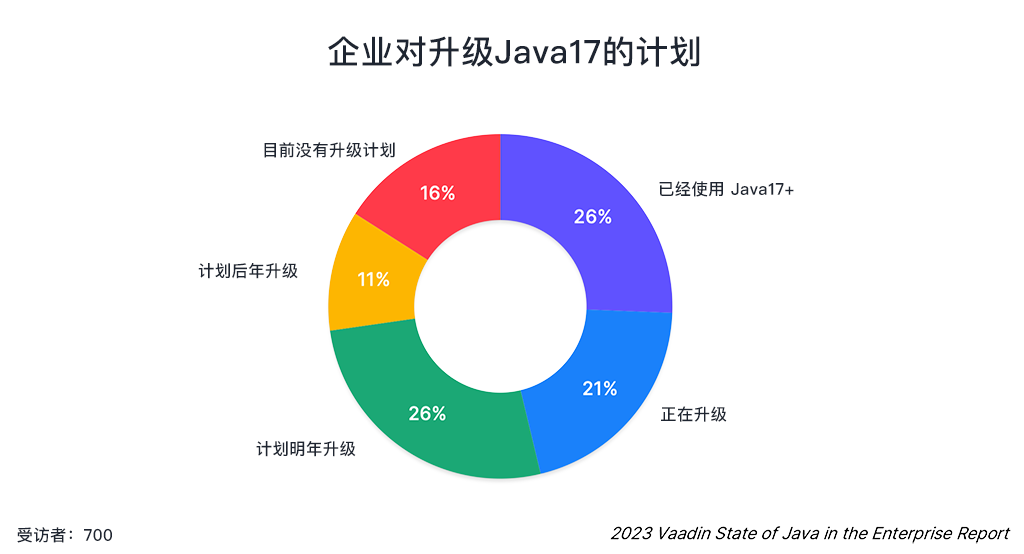 企业对升级Java17的计划
目前没有升级计划
16%
已经使用 Java17+
26%
计划后年升级
11%
21%
正在升级
26%
计划明年升级
受访者：700
2023 Vaadin State of Java in the Enterprise Report